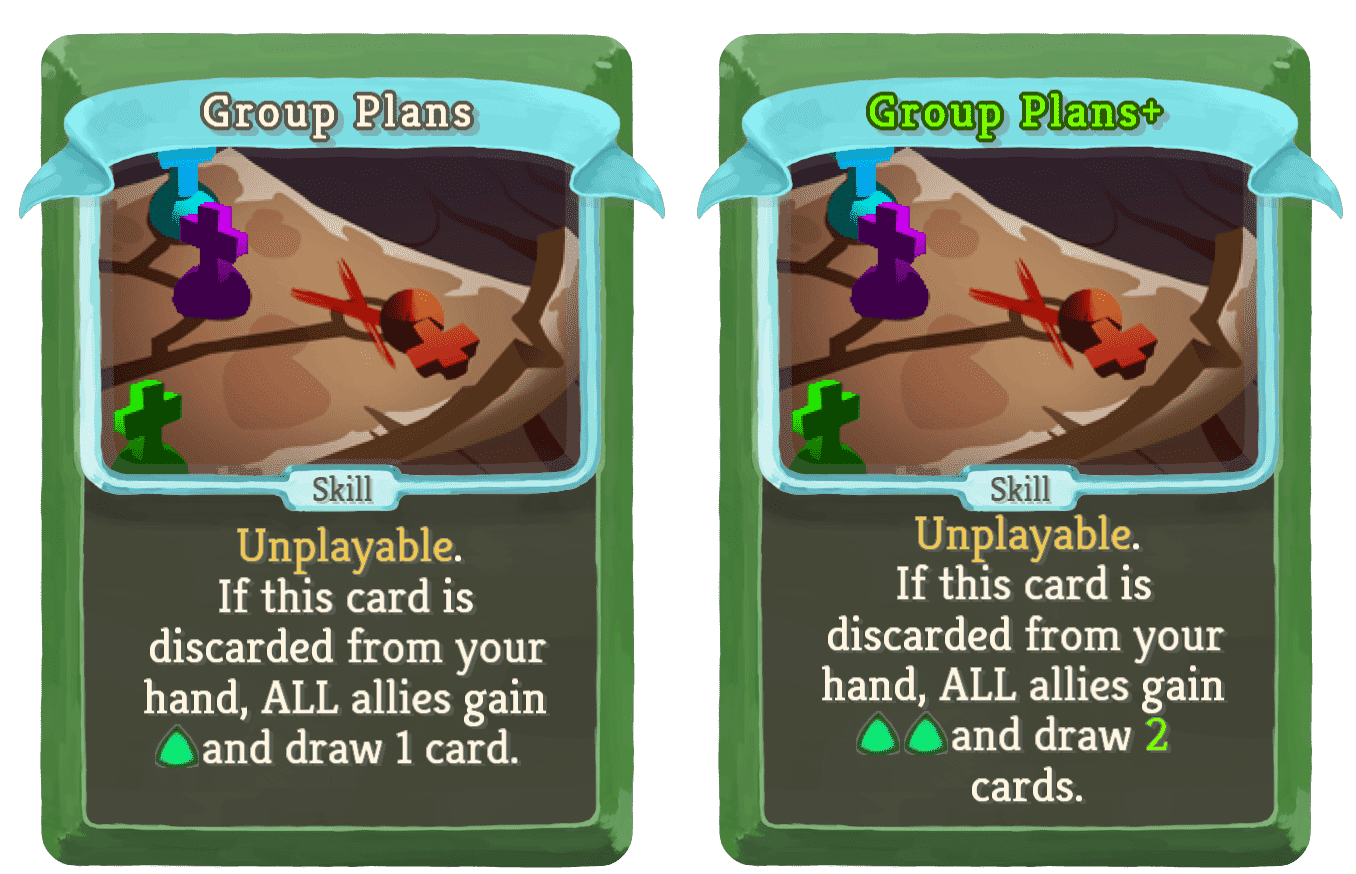 Group Plans
Skill
Unplayable.
If this card is
discarded from your
hand, ALL allies gain
and draw 1 card.
Group Plans+
Skill
Unplayable.
If this card is
discarded from your
hand, ALL allies gain
and draw 2
cards.